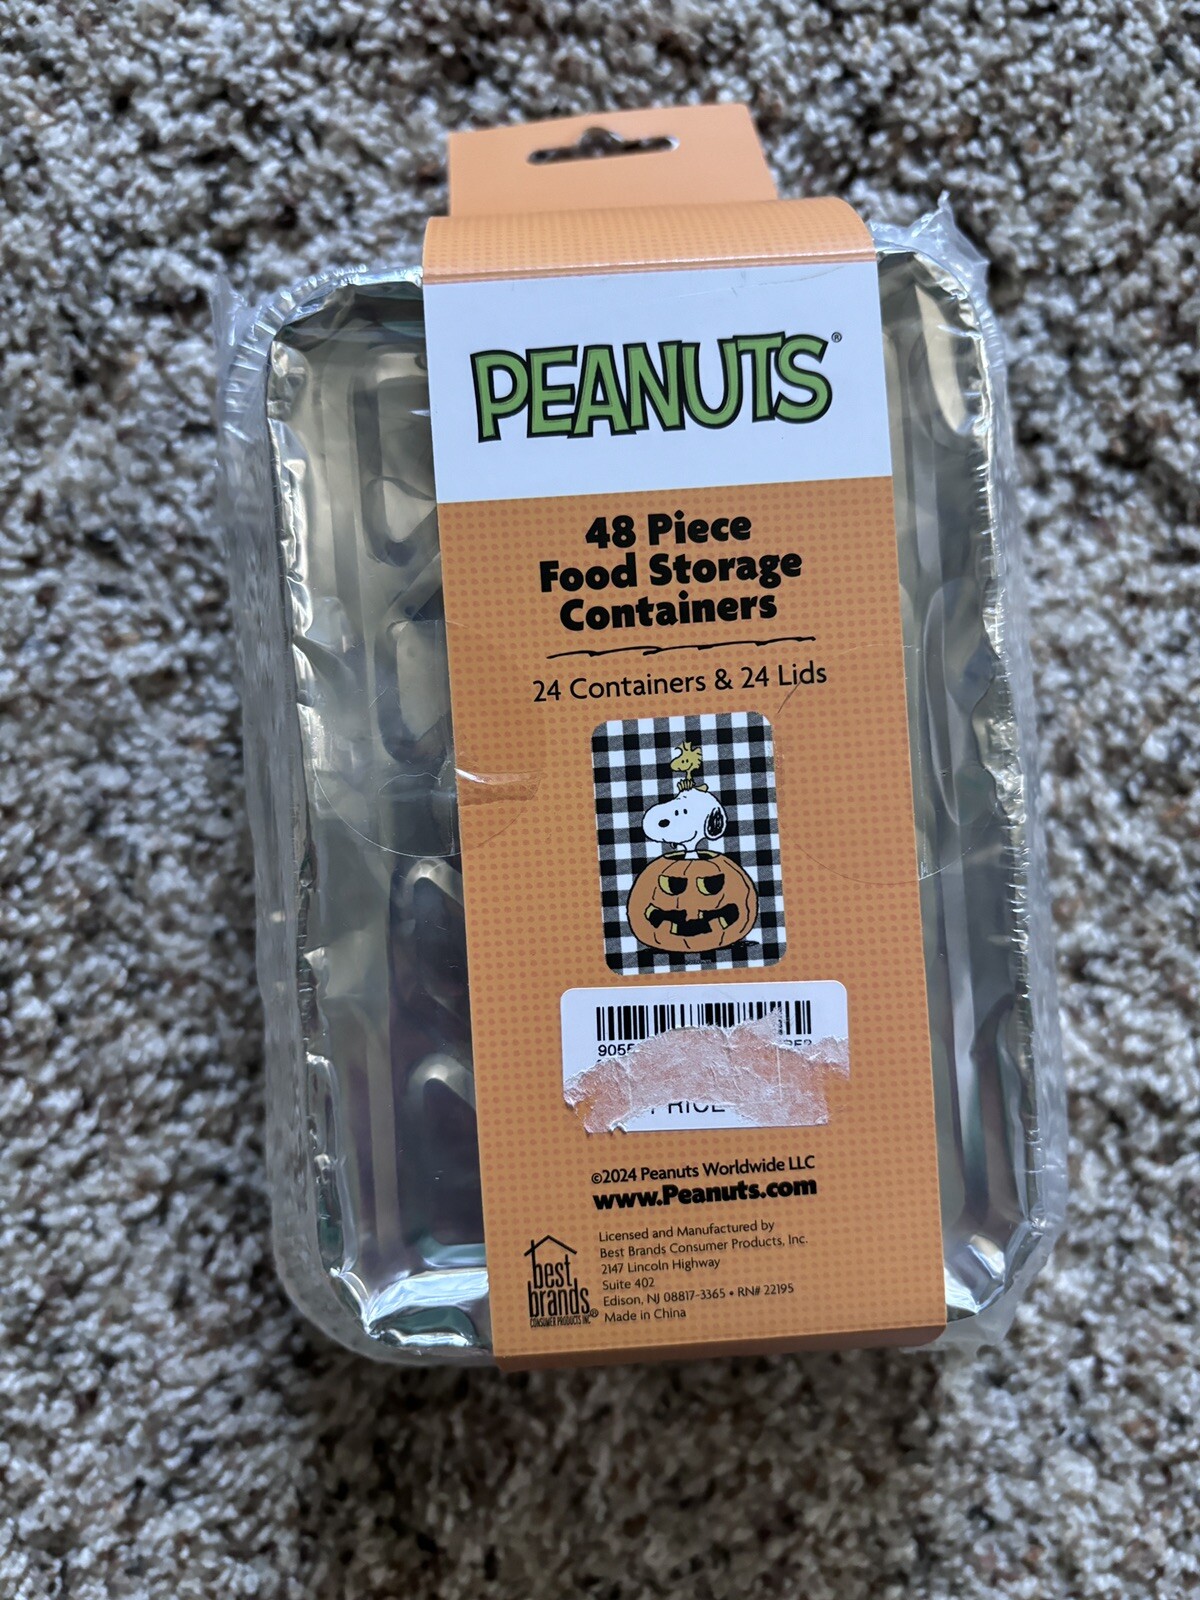 PEANUTS®
48 Piece
Food Storage
Containers
24 Containers & 24 Lids
PRICE
©2024 Peanuts Worldwide LLC
www.Peanuts.com
Licensed and Manufactured by
Best Brands Consumer Products, Inc.
2147 Lincoln Highway
Suite 402
Edison, NJ 08817-3365 • RN# 22195
Made in China
best
brands®
CONSUMER PRODUCTS INC